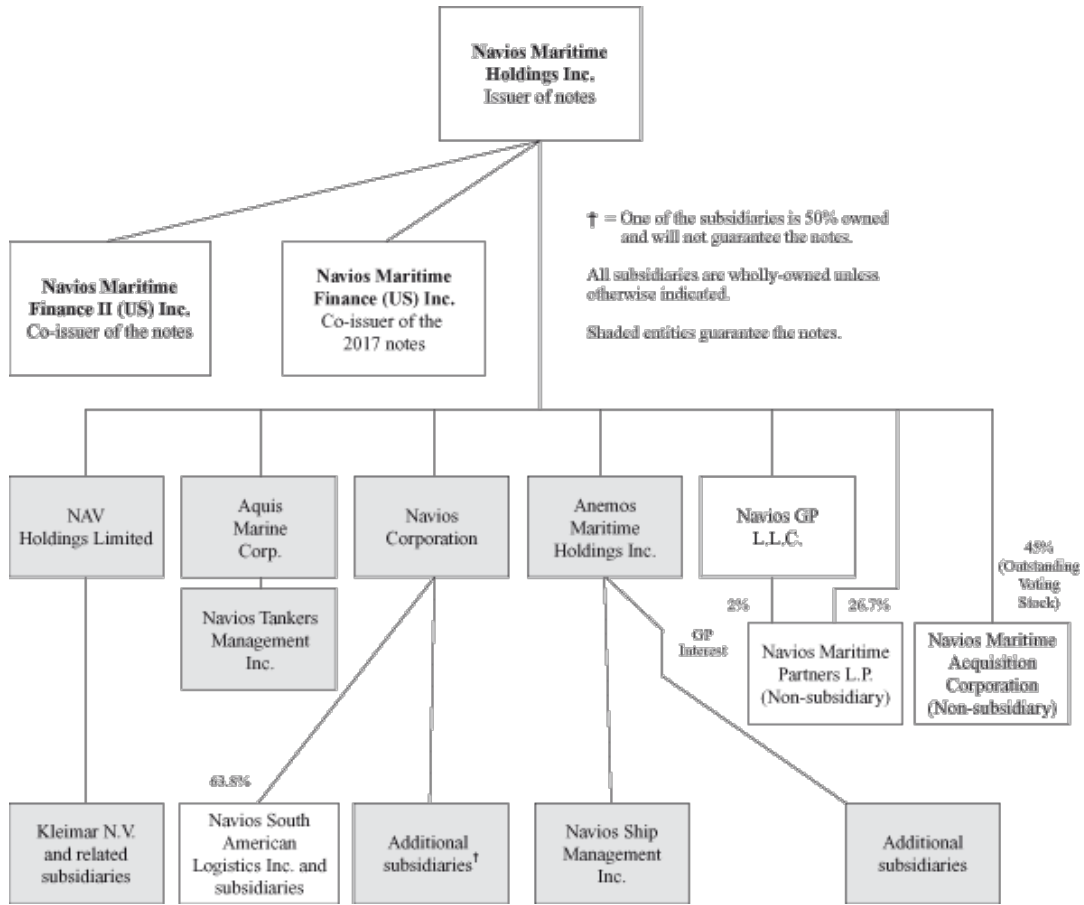 Navios Maritime
Holdings Inc.
Issuer of notes
† = One of the subsidiaries is 50% owned
and will not guarantee the notes.
All subsidiaries are wholly-owned unless
otherwise indicated.
Shaded entities guarantee the notes.
Navios Maritime
Finance II (US) Inc.
Co-issuer of the notes
Navios Maritime
Finance (US) Inc.
Co-issuer of the
2017 notes
NAV
Holdings Limited
Aquis
Marine
Corp.
Navios
Corporation
Anemos
Maritime
Holdings Inc.
Navios GP
L.L.C.
45%
(Outstanding
Voting
Stock)
Navios Tankers
Management
Inc.
2%
GP
Interest
26.7%
Navios Maritime
Partners L.P.
(Non-subsidiary)
Navios Maritime
Acquisition
Corporation
(Non-subsidiary)
63.8%
Kleimar N.V.
and related
subsidiaries
Navios South
American
Logistics Inc. and
subsidiaries
Additional
subsidiaries†
Navios Ship
Management
Inc.
Additional
subsidiaries